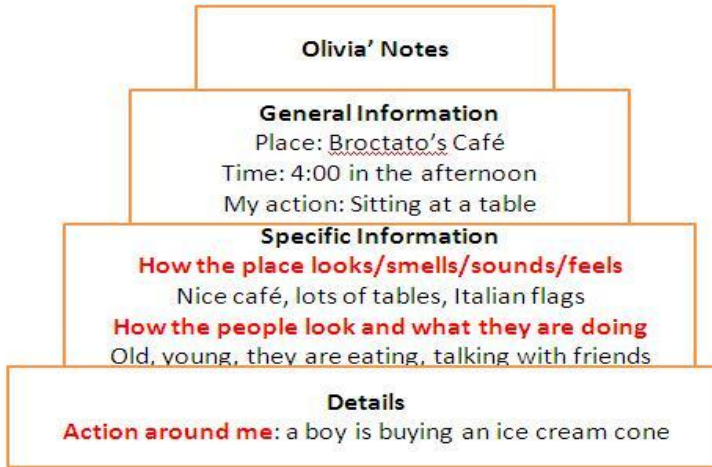 Olivia' Notes
General Information
Place: Broctato's Café
Time: 4:00 in the afternoon
My action: Sitting at a table
Specific Information
How the place looks/smells/sounds/feels
Nice café, lots of tables, Italian flags
How the people look and what they are doing
Old, young, they are eating, talking with friends
Details
Action around me: a boy is buying an ice cream cone